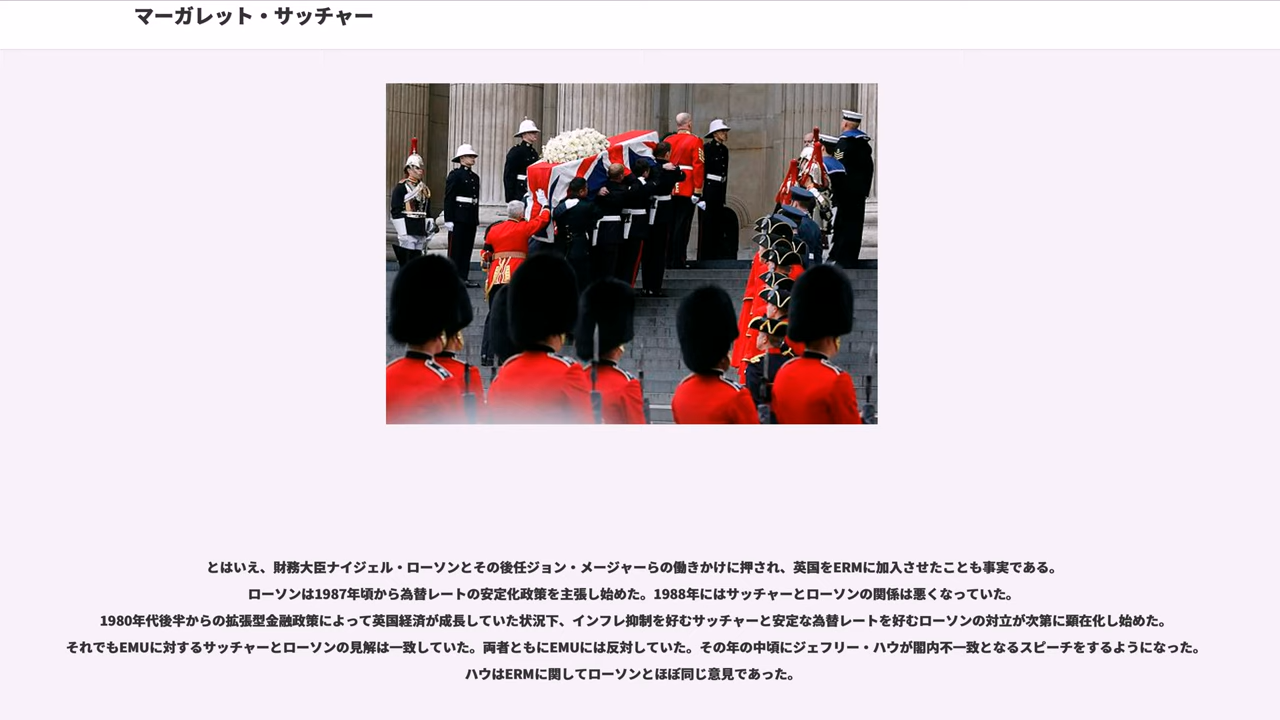 マーガレット・サッチャー
とはいえ、財務大臣ナイジェル・ローソンとその後任ジョン・メージャーらの働きかけに押され、英国をERMに加入させたことも事実である。
ローソンは1987年頃から為替レートの安定化政策を主張し始めた。1988年にはサッチャーとローソンの関係は悪くなっていた。
1980年代後半からの拡張型金融政策によって英国経済が成長していた状況下、インフレ抑制を好むサッチャーと安定な為替レートを好むローソンの対立が次第に顕在化し始めた。
それでもEMUに対するサッチャーとローソンの見解は一致していた。両者ともにEMUには反対していた。その年の中頃にジェフリー・ハウが閣内不一致となるスピーチをするようになった。
ハウはERMに関してローソンとほぼ同じ意見であった。